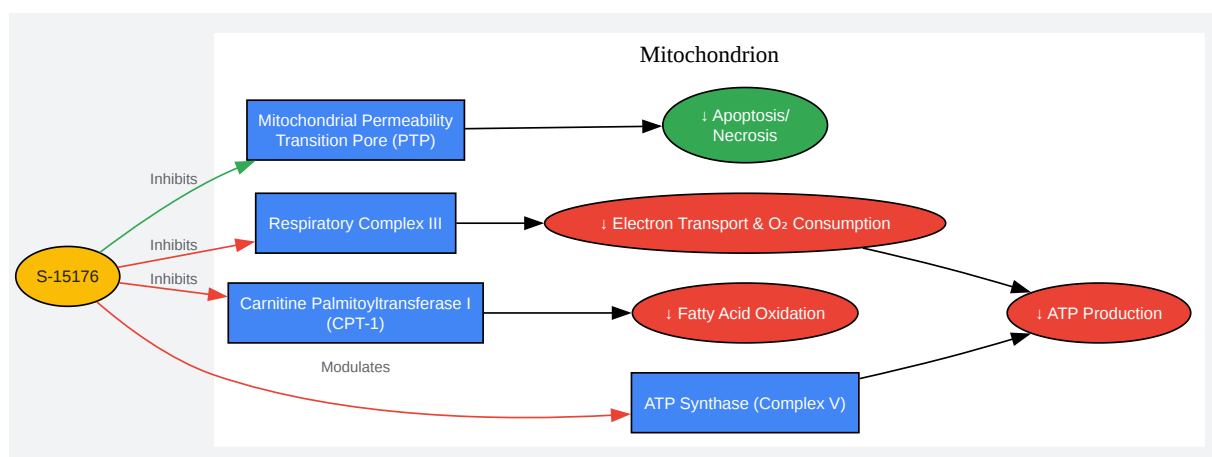 Mitochondrion
Mitochondrial Permeability
Transition Pore (PTP)
↓ Apoptosis/
Necrosis
Inhibits
Respiratory Complex III
↓ Electron Transport & O₂ Consumption
Inhibits
S-15176
Inhibits
Carnitine Palmitoyltransferase I
(CPT-1)
↓ Fatty Acid Oxidation
↓ ATP Production
Modulates
ATP Synthase (Complex V)